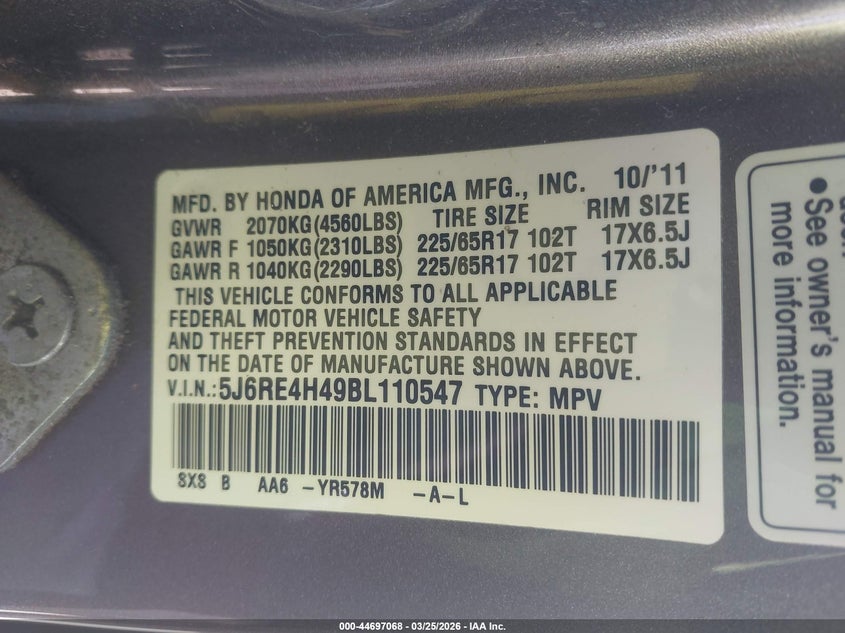 MFD. BY HONDA OF AMERICA MFG., INC. 10/'11
GVWR 2070KG(4560LBS) TIRE SIZE RIM SIZE
GAWR F 1050KG(2310LBS) 225/65R17 102T 17X6.5J
GAWR R 1040KG(2290LBS) 225/65R17 102T 17X6.5J
THIS VEHICLE CONFORMS TO ALL APPLICABLE
FEDERAL MOTOR VEHICLE SAFETY
AND THEFT PREVENTION STANDARDS IN EFFECT
ON THE DATE OF MANUFACTURE SHOWN ABOVE.
V.I.N.:5J6RE4H49BL110547 TYPE: MPV
SXS B AA6 -YR578M -A-L
• See owner's manual for
more information.
000-44697068 - 03/25/2026 - IAA Inc.